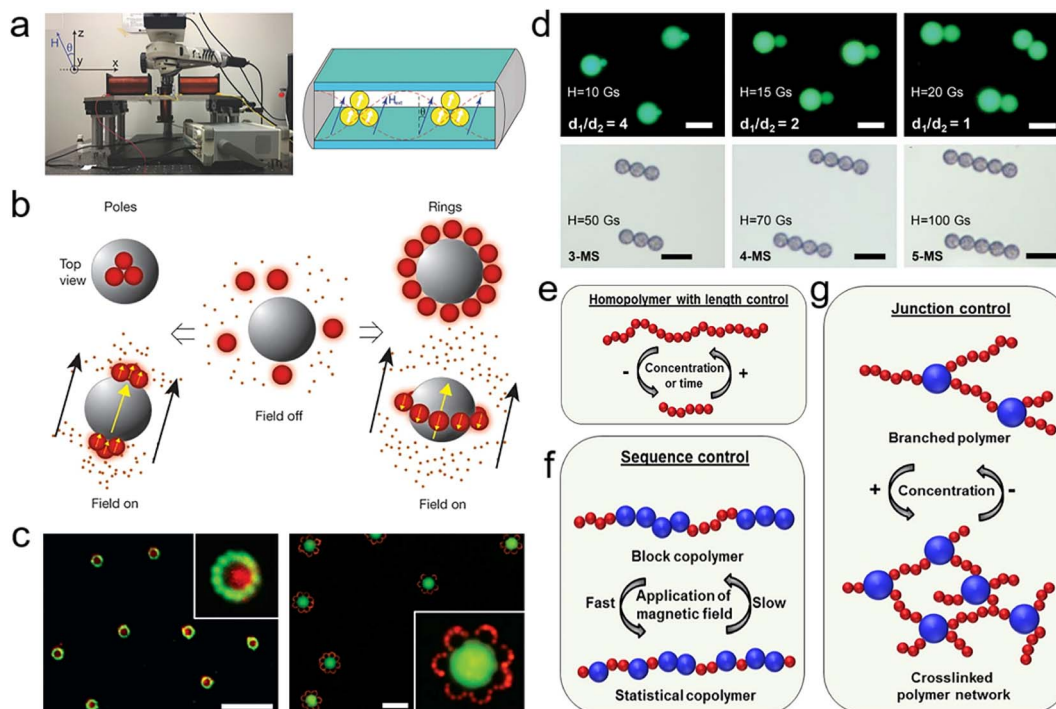 a
H
θ
z
y
x
H
θ
b
Poles
Top
view
Field on
Field off
Rings
Field on
c
d
H=10 Gs
d₁/d₂ = 4
H=15 Gs
d₁/d₂ = 2
H=20 Gs
d₁/d₂ = 1
H=50 Gs
3-MS
H=70 Gs
4-MS
H=100 Gs
5-MS
e
Homopolymer with length control
-
Concentration
or time
+
f
Sequence control
Block copolymer
Fast
Application of
magnetic field
Slow
Statistical copolymer
g
Junction control
Branched polymer
+
Concentration
-
Crosslinked
polymer network